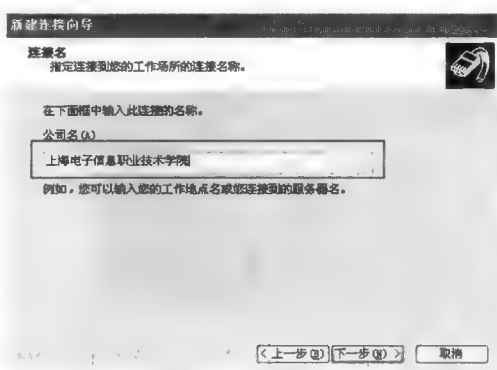 新建连接向导
连接名
指定连接到您的工作场所的连接名称。
在下面框中输入此连接的名称。
公司名(A)
上海电子信息职业技术学院
例如，您可以输入您的工作地点名或您连接到的服务器名。
<上一步(B) 下一步(N)> 取消